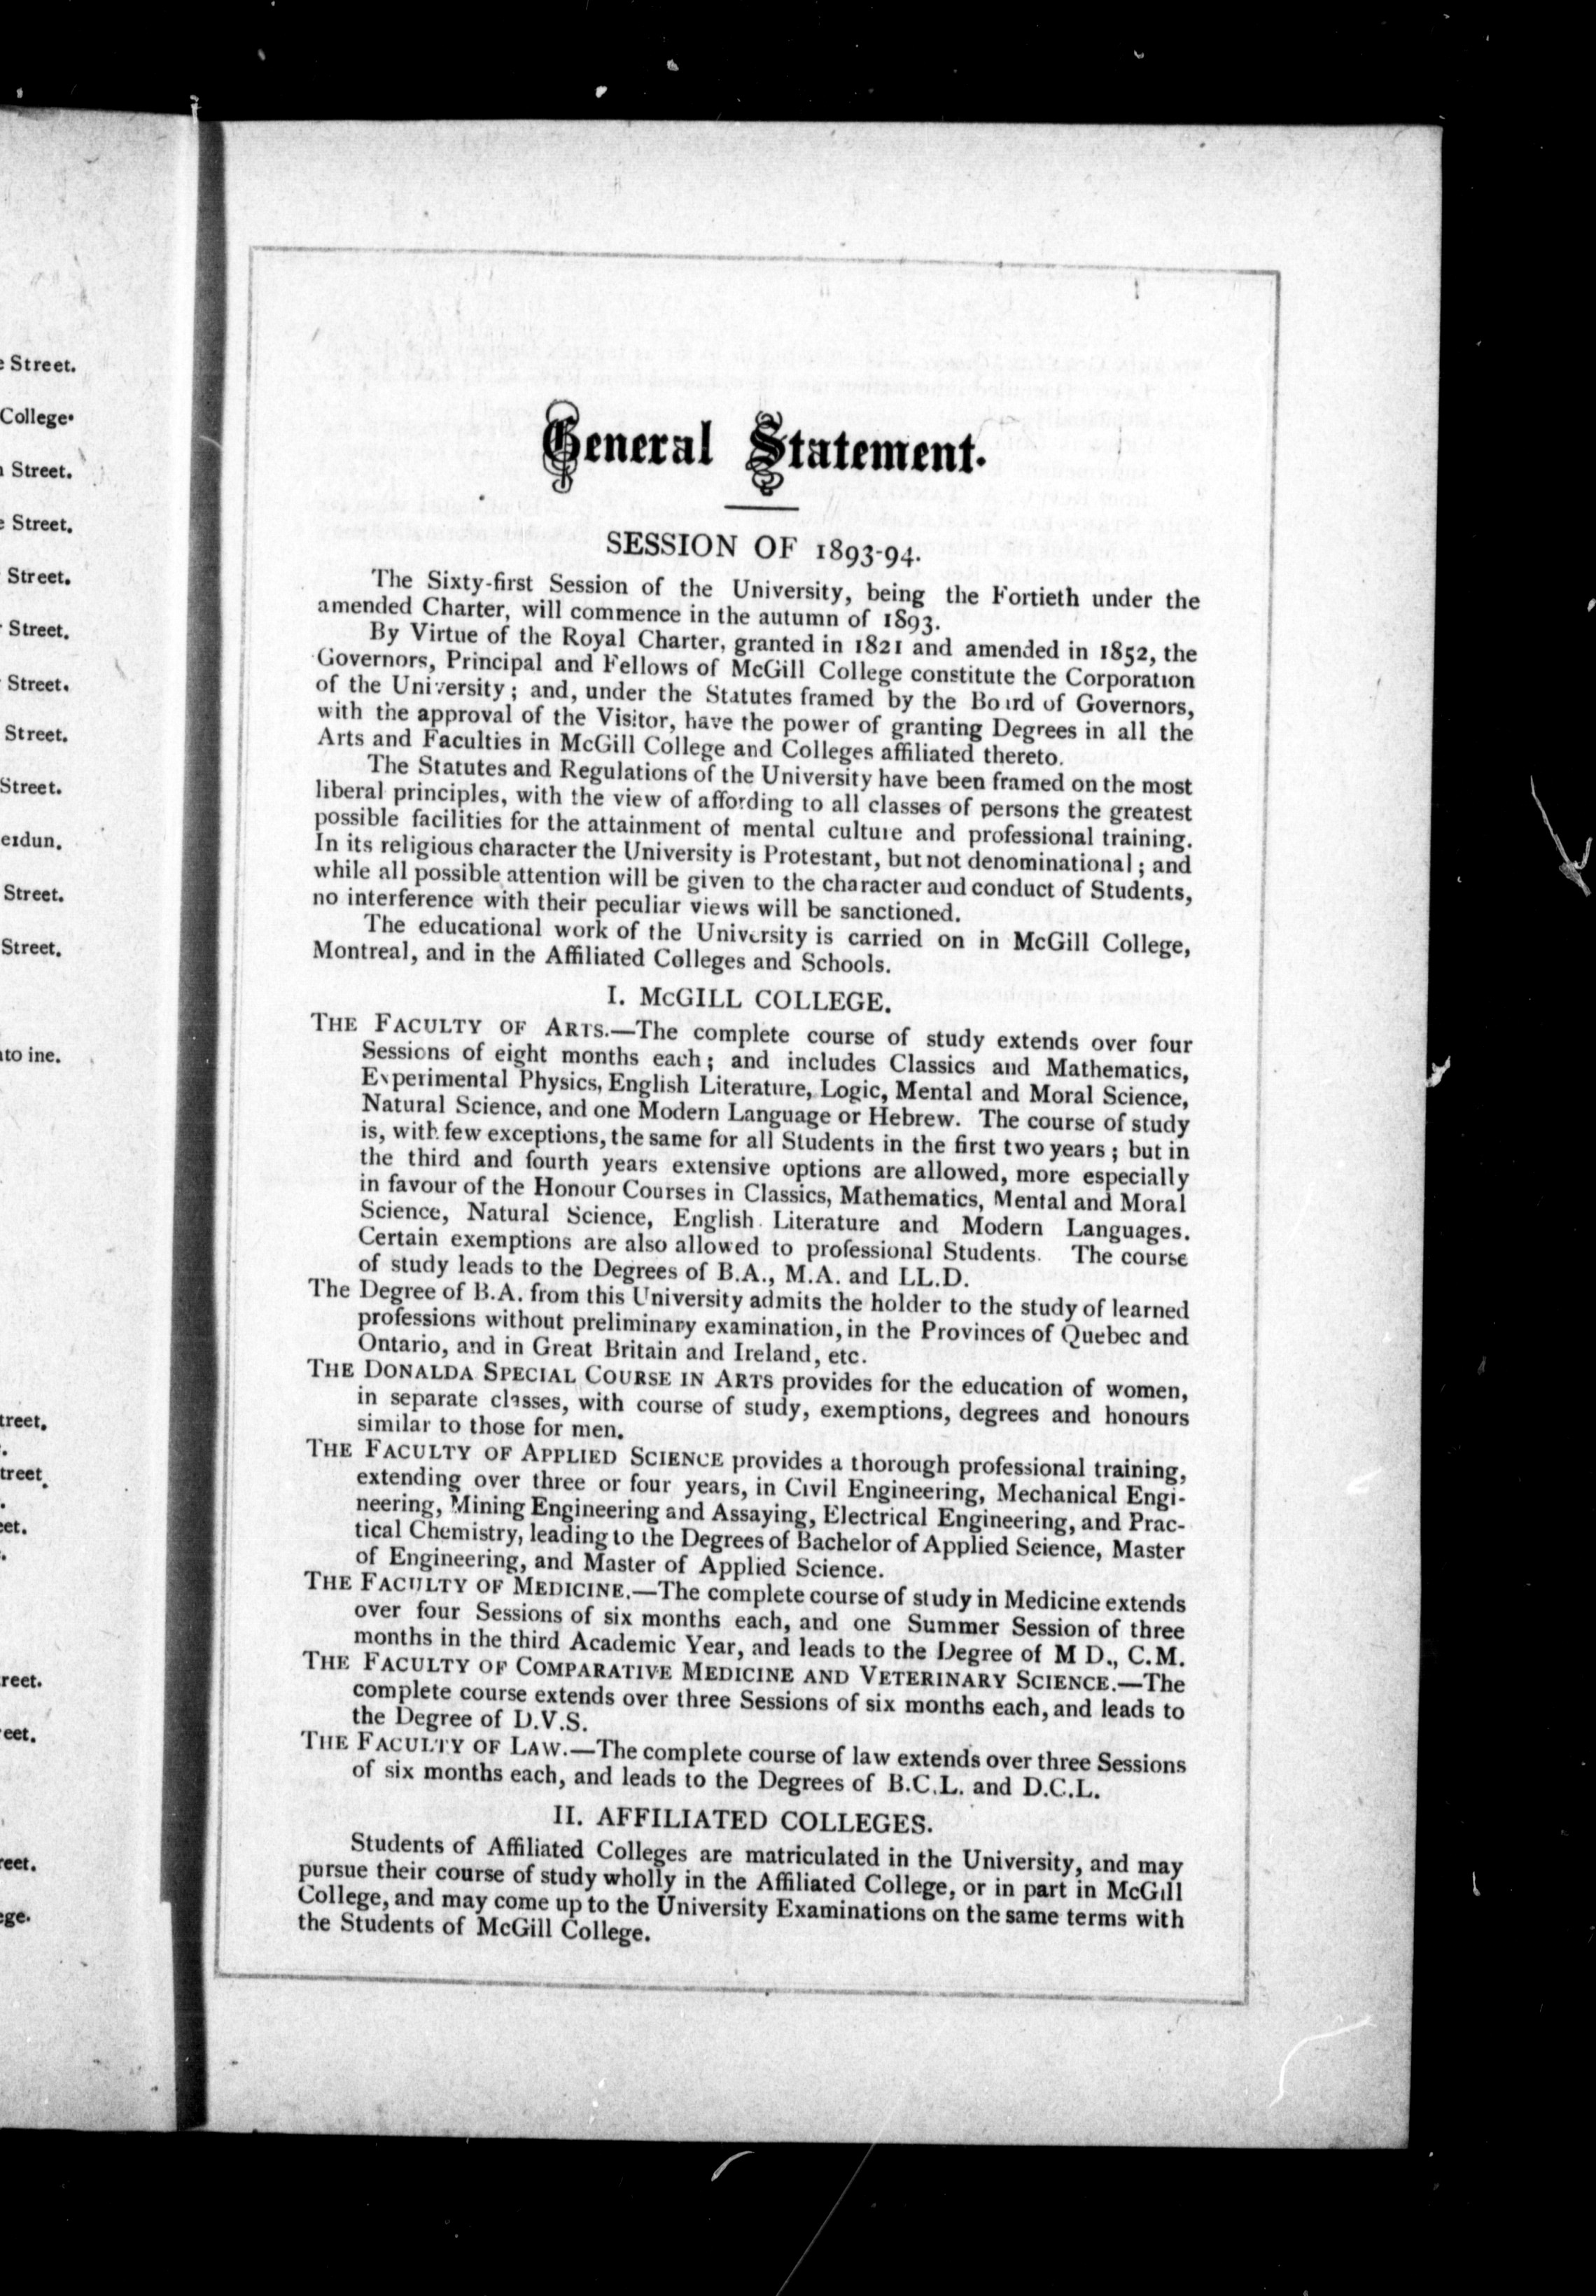 e Street.
College.
n Street.
e Street.
Street.
Street.
Street.
Street.
Street.
erdun.
Street.
Street.
ato ine.
treet.
treet.
eet.
reet.
eet.
reet.
ege.
General Statement.
SESSION OF 1893-94.
The Sixty-first Session of the University, being the Fortieth under the
amended Charter, will commence in the autumn of 1893.
By Virtue of the Royal Charter, granted in 1821 and amended in 1852, the
Governors, Principal and Fellows of McGill College constitute the Corporation
of the University; and, under the Statutes framed by the Board of Governors,
with the approval of the Visitor, have the power of granting Degrees in all the
Arts and Faculties in McGill College and Colleges affiliated thereto.
The Statutes and Regulations of the University have been framed on the most
liberal principles, with the view of affording to all classes of persons the greatest
possible facilities for the attainment of mental culture and professional training.
In its religious character the University is Protestant, but not denominational; and
while all possible attention will be given to the character and conduct of Students,
no interference with their peculiar views will be sanctioned.
The educational work of the University is carried on in McGill College,
Montreal, and in the Affiliated Colleges and Schools.
I. McGILL COLLEGE.
THE FACULTY OF ARTS.—The complete course of study extends over four
Sessions of eight months each; and includes Classics and Mathematics,
Experimental Physics, English Literature, Logic, Mental and Moral Science,
Natural Science, and one Modern Language or Hebrew. The course of study
is, with few exceptions, the same for all Students in the first two years; but in
the third and fourth years extensive options are allowed, more especially
in favour of the Honour Courses in Classics, Mathematics, Mental and Moral
Science, Natural Science, English Literature and Modern Languages.
Certain exemptions are also allowed to professional Students. The course
of study leads to the Degrees of B.A., M.A. and LL.D.
The Degree of B.A. from this University admits the holder to the study of learned
professions without preliminary examination, in the Provinces of Quebec and
Ontario, and in Great Britain and Ireland, etc.
THE DONALDA SPECIAL COURSE IN ARTS provides for the education of women,
in separate classes, with course of study, exemptions, degrees and honours
similar to those for men.
THE FACULTY OF APPLIED SCIENCE provides a thorough professional training,
extending over three or four years, in Civil Engineering, Mechanical Engi-
neering, Mining Engineering and Assaying, Electrical Engineering, and Prac-
tical Chemistry, leading to the Degrees of Bachelor of Applied Science, Master
of Engineering, and Master of Applied Science.
THE FACULTY OF MEDICINE.—The complete course of study in Medicine extends
over four Sessions of six months each, and one Summer Session of three
months in the third Academic Year, and leads to the Degree of M D., C.M.
THE FACULTY OF COMPARATIVE MEDICINE AND VETERINARY SCIENCE.—The
complete course extends over three Sessions of six months each, and leads to
the Degree of D.V.S.
THE FACULTY OF LAW.—The complete course of law extends over three Sessions
of six months each, and leads to the Degrees of B.C.L. and D.C.L.
II. AFFILIATED COLLEGES.
Students of Affiliated Colleges are matriculated in the University, and may
pursue their course of study wholly in the Affiliated College, or in part in McGill
College, and may come up to the University Examinations on the same terms with
the Students of McGill College.